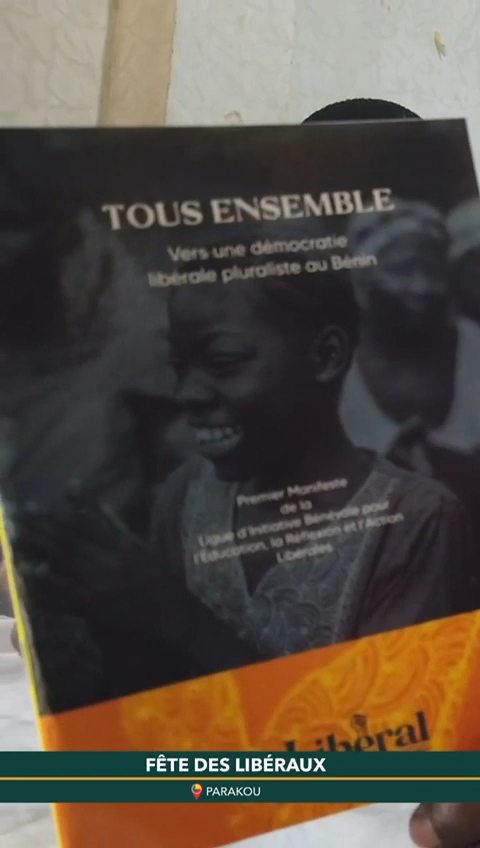 TOUS ENSEMBLE
Vers une démocratie
libérale pluraliste au Bénin
Premier Manifeste
de la
Ligue d'Initiative Bénévole pour
l'Éducation, la Réflexion et l'Action
Libérales
Libéral
FÊTE DES LIBÉRAUX
PARAKOU